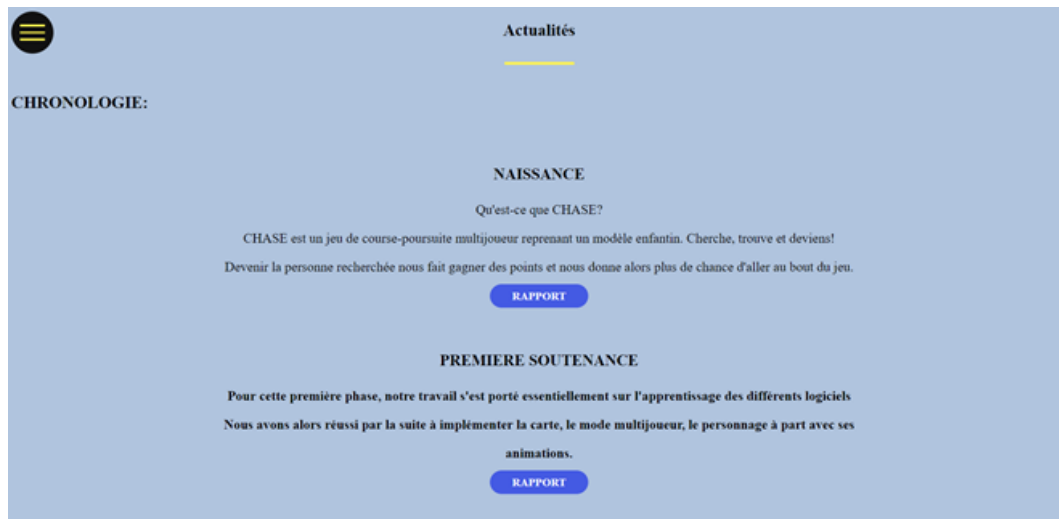 Actualités
CHRONOLOGIE:
NAISSANCE
Qu'est-ce que CHASE?
CHASE est un jeu de course-poursuite multijoueur reprenant un modèle enfantin. Cherche, trouve et deviens!
Devenir la personne recherchée nous fait gagner des points et nous donne alors plus de chance d'aller au bout du jeu.
RAPPORT
PREMIERE SOUTENANCE
Pour cette première phase, notre travail s'est porté essentiellement sur l'apprentissage des différents logiciels
Nous avons alors réussi par la suite à implémenter la carte, le mode multijoueur, le personnage à part avec ses
animations.
RAPPORT